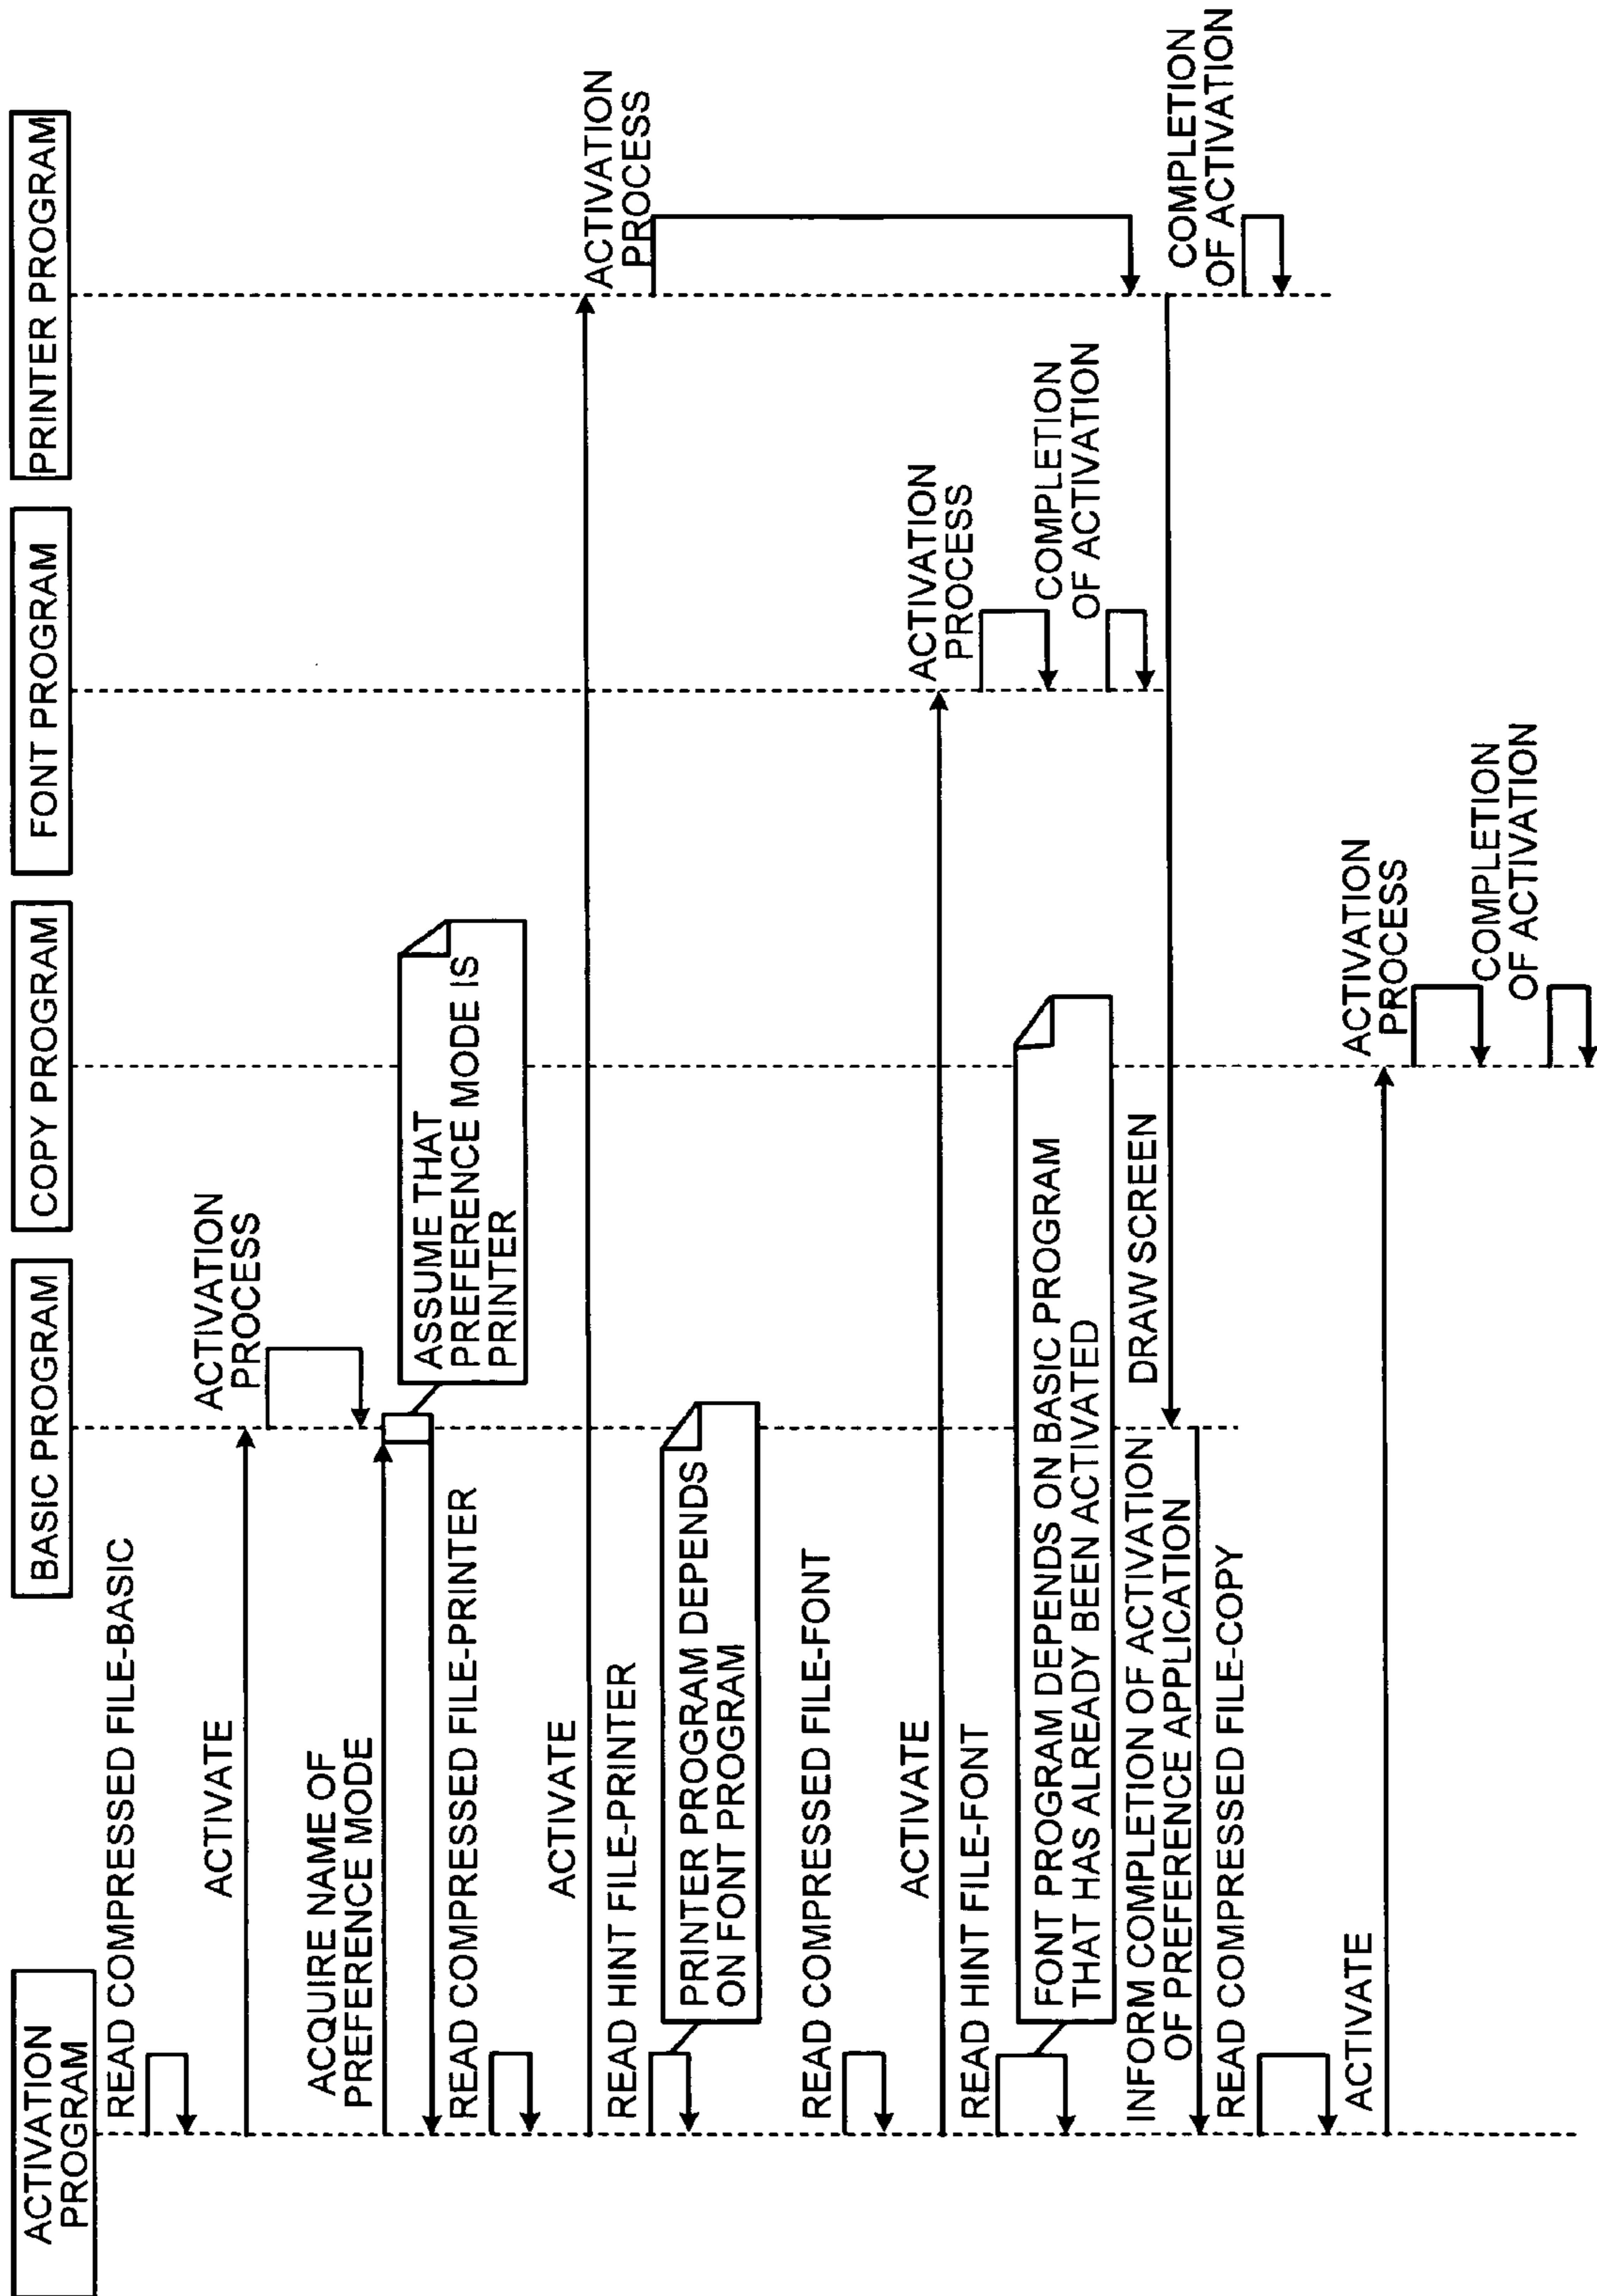 ACTIVATION
PROGRAM
BASIC PROGRAM
COPY PROGRAM
FONT PROGRAM
PRINTER PROGRAM
READ COMPRESSED FILE-BASIC
ACTIVATE
ACTIVATION
PROCESS
ACQUIRE NAME OF
PREFERENCE MODE
ASSUME THAT
PREFERENCE MODE IS
PRINTER
READ COMPRESSED FILE-PRINTER
ACTIVATE
ACTIVATION
PROCESS
READ HINT FILE-PRINTER
PRINTER PROGRAM DEPENDS
ON FONT PROGRAM
READ COMPRESSED FILE-FONT
ACTIVATE
ACTIVATION
PROCESS
READ HINT FILE-FONT
FONT PROGRAM DEPENDS ON BASIC PROGRAM
THAT HAS ALREADY BEEN ACTIVATED
COMPLETION
OF ACTIVATION
DRAW SCREEN
COMPLETION
OF ACTIVATION
INFORM COMPLETION OF ACTIVATION
OF PREFERENCE APPLICATION
READ COMPRESSED FILE-COPY
ACTIVATE
ACTIVATION
PROCESS
COMPLETION
OF ACTIVATION